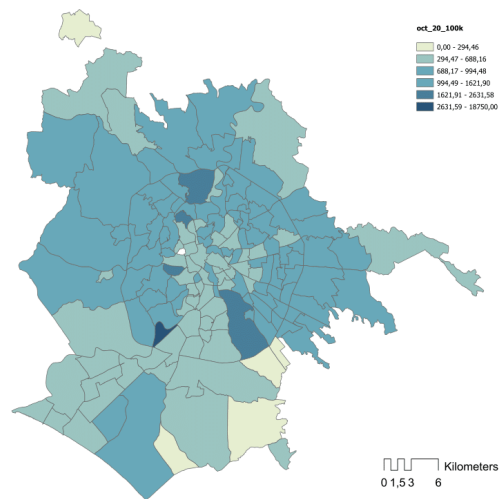 oct_20_100k
0,00 - 294,46
294,47 - 688,16
688,17 - 994,48
994,49 - 1621,90
1621,91 - 2631,58
2631,59 - 18750,00
Kilometers
0 1,5 3 6